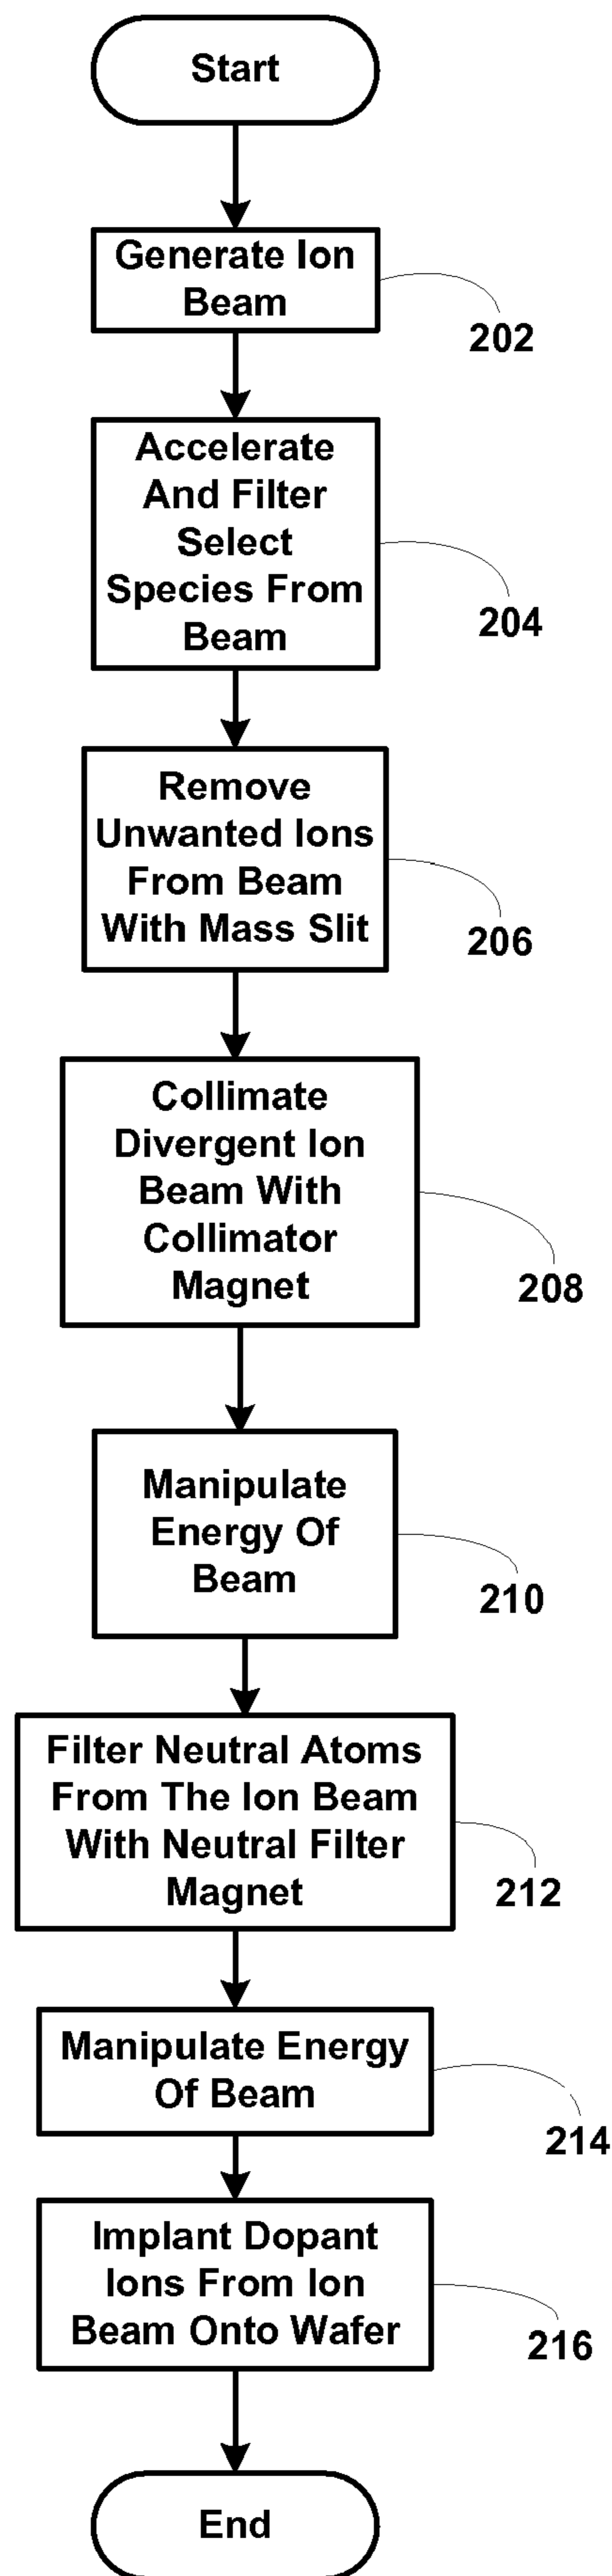 Start
Generate Ion
Beam
202
Accelerate
And Filter
Select
Species From
Beam
204
Remove
Unwanted Ions
From Beam
With Mass Slit
206
Collimate
Divergent Ion
Beam With
Collimator
Magnet
208
Manipulate
Energy Of
Beam
210
Filter Neutral Atoms
From The Ion Beam
With Neutral Filter
Magnet
212
Manipulate Energy
Of Beam
214
Implant Dopant
Ions From Ion
Beam Onto Wafer
216
End